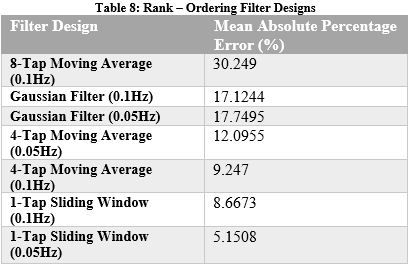 Table 8: Rank – Ordering Filter Designs
Filter Design Mean Absolute Percentage
Error (%)
8-Tap Moving Average 30.249
(0.1Hz)
Gaussian Filter (0.1Hz) 17.1244
Gaussian Filter (0.05Hz) 17.7495
4-Tap Moving Average 12.0955
(0.05Hz)
4-Tap Moving Average 9.247
(0.1Hz)
1-Tap Sliding Window 8.6673
(0.1Hz)
1-Tap Sliding Window 5.1508
(0.05Hz)